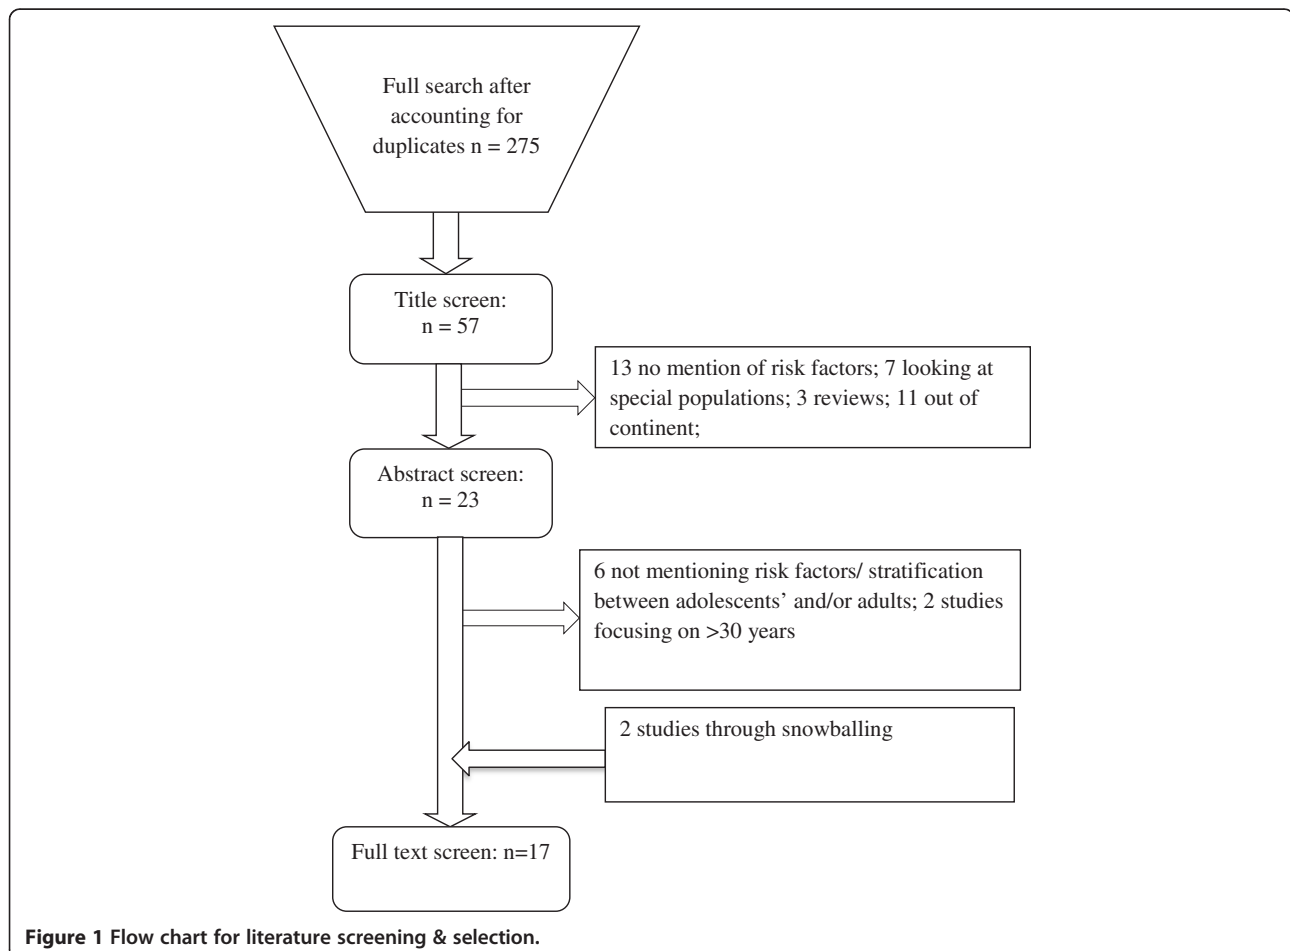 Full search after
accounting for
duplicates n = 275
Title screen:
n = 57
13 no mention of risk factors; 7 looking at
special populations; 3 reviews; 11 out of
continent;
Abstract screen:
n = 23
6 not mentioning risk factors/ stratification
between adolescents’ and/or adults; 2 studies
focusing on >30 years
2 studies through snowballing
Full text screen: n=17
Figure 1 Flow chart for literature screening & selection.